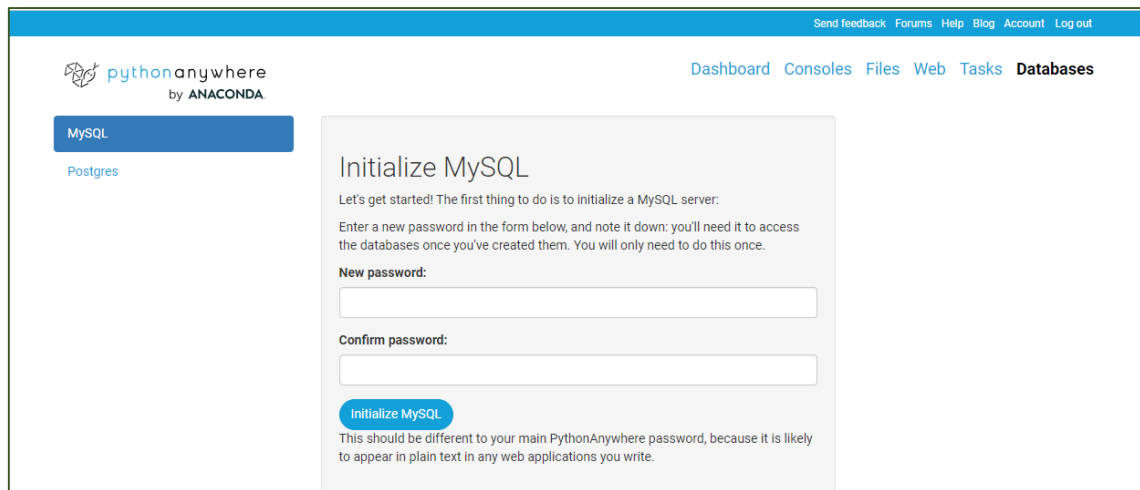 Send feedback Forums Help Blog Account Log out
pythonanywhere
by ANACONDA.
Dashboard Consoles Files Web Tasks Databases
MySQL
Postgres
Initialize MySQL
Let's get started! The first thing to do is to initialize a MySQL server:
Enter a new password in the form below, and note it down: you'll need it to access
the databases once you've created them. You will only need to do this once.
New password:
Confirm password:
Initialize MySQL
This should be different to your main PythonAnywhere password, because it is likely
to appear in plain text in any web applications you write.